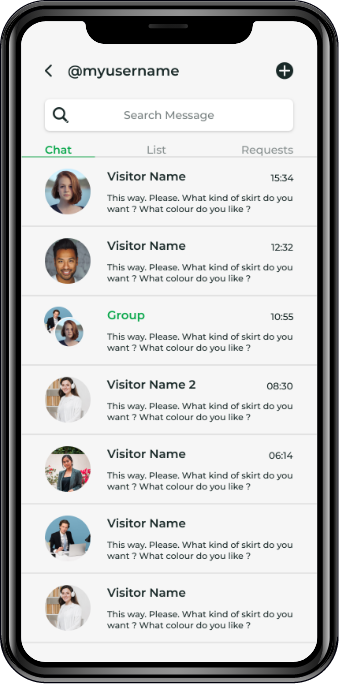 @myusername
Search Message
Chat List Requests
Visitor Name 15:34
This way. Please. What kind of skirt do you
want ? What colour do you like ?
Visitor Name 12:32
This way. Please. What kind of skirt do you
want ? What colour do you like ?
Group 10:55
This way. Please. What kind of skirt do you
want ? What colour do you like ?
Visitor Name 2 08:30
This way. Please. What kind of skirt do you
want ? What colour do you like ?
Visitor Name 06:14
This way. Please. What kind of skirt do you
want ? What colour do you like ?
Visitor Name
This way. Please. What kind of skirt do you
want ? What colour do you like ?
Visitor Name
This way. Please. What kind of skirt do you
want ? What colour do you like ?